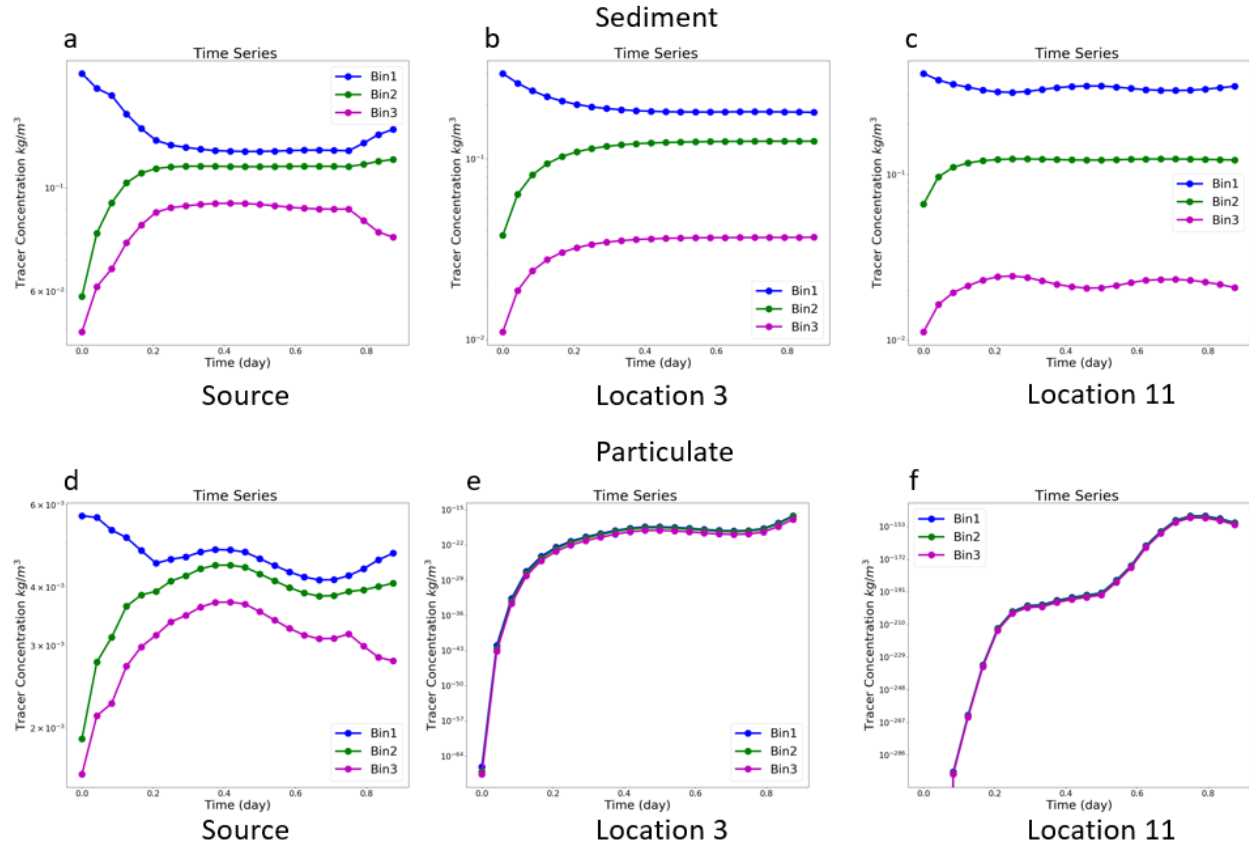 Sediment
a
Time Series
Tracer Concentration kg/m³
10⁻¹
6 × 10⁻²
0.0 0.2 0.4 0.6 0.8
Time (day)
Bin1
Bin2
Bin3
Source
b
Time Series
Tracer Concentration kg/m³
10⁻¹
10⁻²
0.0 0.2 0.4 0.6 0.8
Time (day)
Bin1
Bin2
Bin3
Location 3
c
Time Series
Tracer Concentration kg/m³
10⁻¹
10⁻²
0.0 0.2 0.4 0.6 0.8
Time (day)
Bin1
Bin2
Bin3
Location 11
Particulate
d
Time Series
Tracer Concentration kg/m³
6 × 10⁻³
4 × 10⁻³
3 × 10⁻³
2 × 10⁻³
0.0 0.2 0.4 0.6 0.8
Time (day)
Bin1
Bin2
Bin3
Source
e
Time Series
Tracer Concentration kg/m³
10⁻¹⁵
10⁻²²
10⁻²⁹
10⁻³⁶
10⁻⁴³
10⁻⁵⁰
10⁻⁵⁷
10⁻⁶⁴
0.0 0.2 0.4 0.6 0.8
Time (day)
Bin1
Bin2
Bin3
Location 3
f
Time Series
Tracer Concentration kg/m³
10⁻¹⁵³
10⁻¹⁷²
10⁻¹⁹¹
10⁻²¹⁰
10⁻²²⁹
10⁻²⁴⁸
10⁻²⁶⁷
10⁻²⁸⁶
0.0 0.2 0.4 0.6 0.8
Time (day)
Bin1
Bin2
Bin3
Location 11